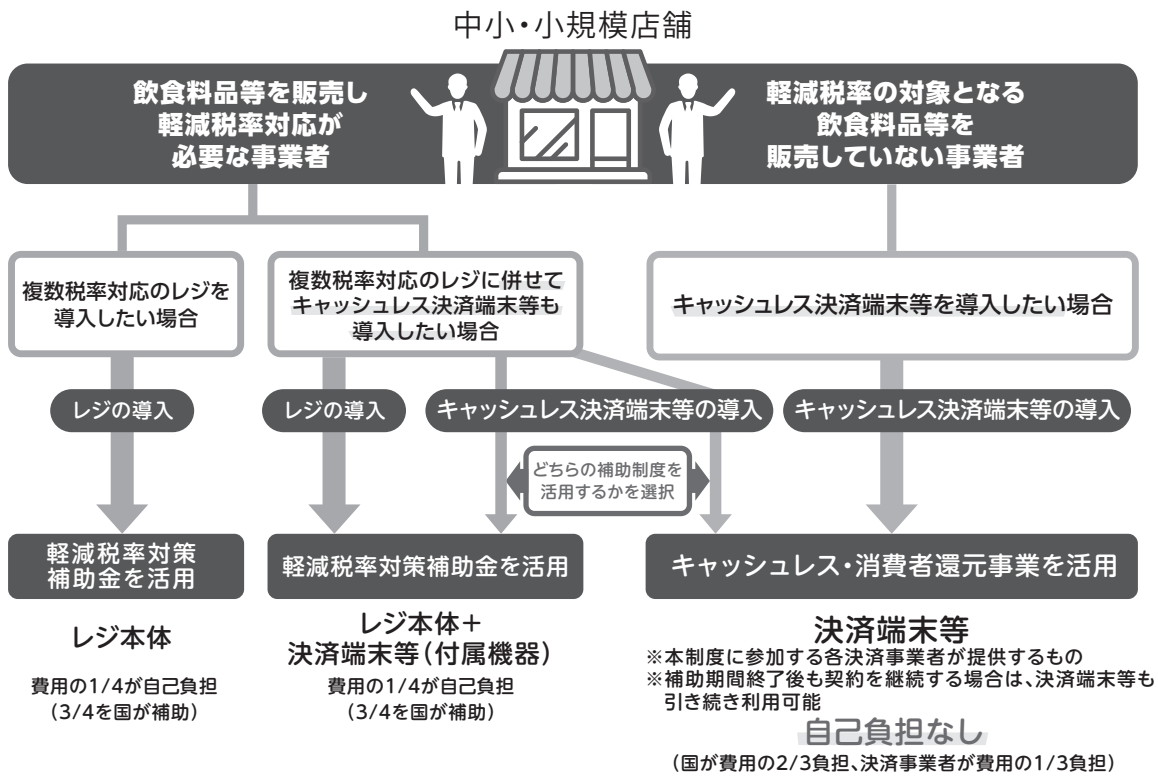 中小・小規模店舗
飲食料品等を販売し
軽減税率対応が
必要な事業者
軽減税率の対象となる
飲食料品等を
販売していない事業者
複数税率対応のレジを
導入したい場合
複数税率対応のレジに併せて
キャッシュレス決済端末等も
導入したい場合
キャッシュレス決済端末等を導入したい場合
レジの導入
レジの導入
キャッシュレス決済端末等の導入
キャッシュレス決済端末等の導入
どちらの補助制度を
活用するかを選択
軽減税率対策
補助金を活用
軽減税率対策補助金を活用
キャッシュレス・消費者還元事業を活用
レジ本体
費用の1/4が自己負担
(3/4を国が補助)
レジ本体+
決済端末等(付属機器)
費用の1/4が自己負担
(3/4を国が補助)
決済端末等
※本制度に参加する各決済事業者が提供するもの
※補助期間終了後も契約を継続する場合は、決済端末等も
引き続き利用可能
自己負担なし
(国が費用の2/3負担、決済事業者が費用の1/3負担)